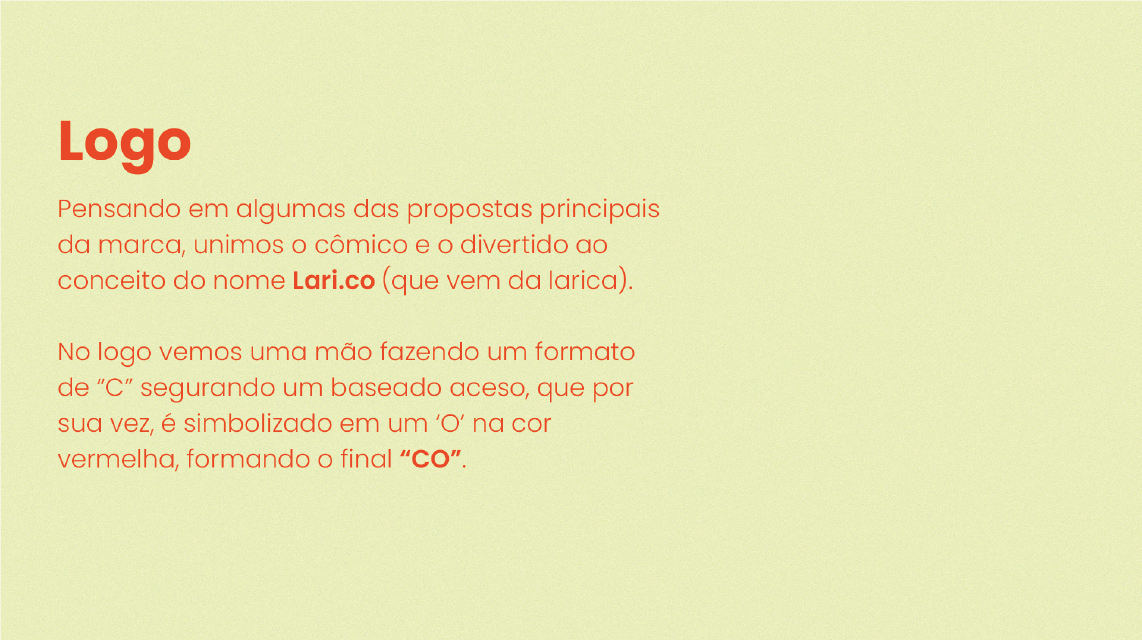 Logo
Pensando em algumas das propostas principais
da marca, unimos o cômico e o divertido ao
conceito do nome Lari.co (que vem da larica).
No logo vemos uma mão fazendo um formato
de “C” segurando um baseado aceso, que por
sua vez, é simbolizado em um ‘O‘ na cor
vermelha, formando o final “CO”.